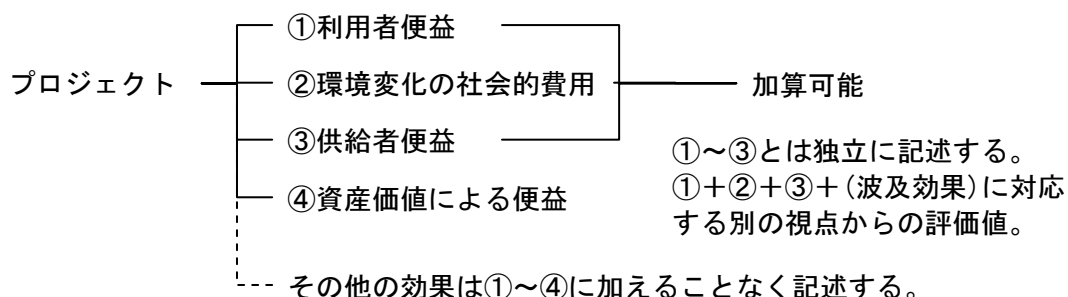 ①利用者便益
プロジェクト
②環境変化の社会的費用
加算可能
③供給者便益
④資産価値による便益
①～③とは独立に記述する。
①＋②＋③＋(波及効果)に対応
する別の視点からの評価値。
その他の効果は①～④に加えることなく記述する。